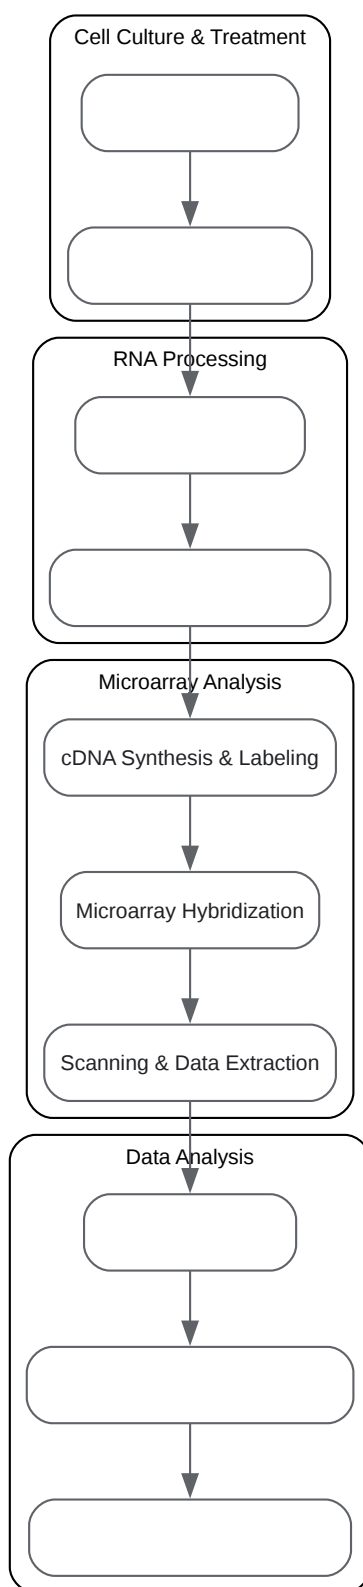 Cell Culture & Treatment
RNA Processing
Microarray Analysis
cDNA Synthesis & Labeling
Microarray Hybridization
Scanning & Data Extraction
Data Analysis